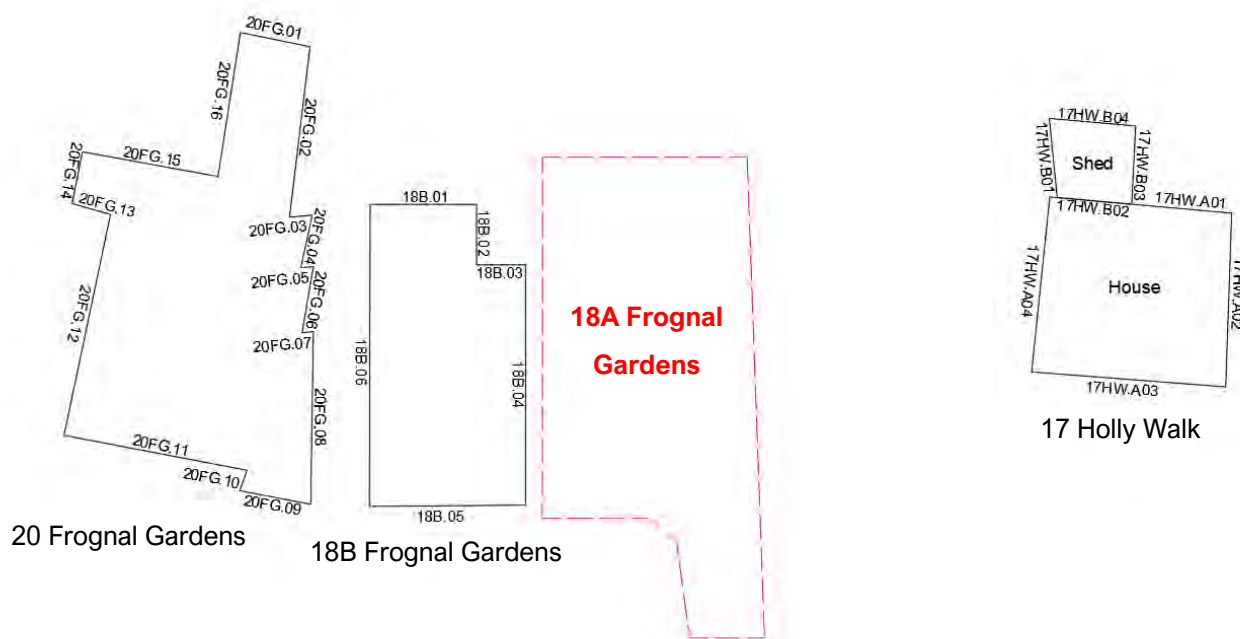 20FG.01
20FG.16
20FG.02
20FG.15
20FG.14
20FG.13
20FG.03
20FG.04
20FG.05
20FG.06
20FG.07
20FG.12
20FG.08
20FG.11
20FG.10
20FG.09
20 Frognal Gardens
18B.01
18B.02
18B.03
18B.06
18B.04
18B.05
18B Frognal Gardens
18A Frognal
Gardens
17HW.B04
17HW.B01
Shed
17HW.B03
17HW.B02
17HW.A01
17HW.A04
House
17HW.A02
17HW.A03
17 Holly Walk